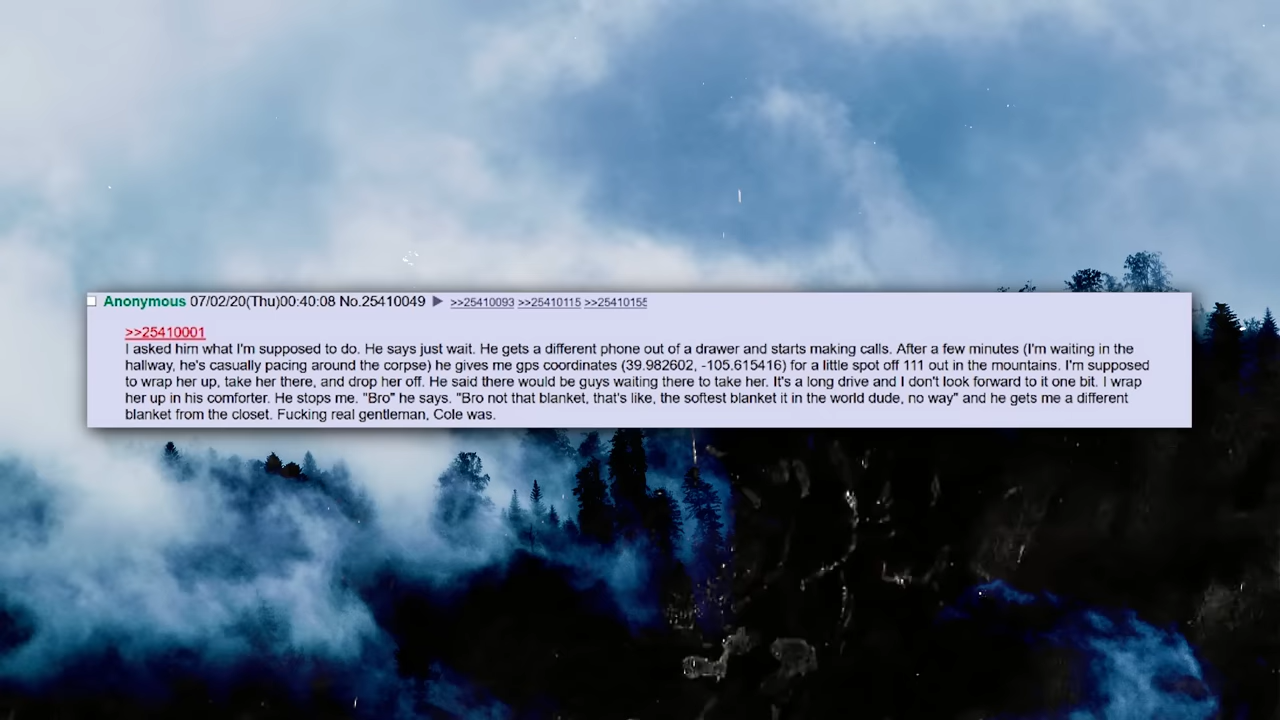 Anonymous 07/02/20(Thu)00:40:08 No.25410049 ▶ >>25410093 >>25410115 >>25410155
>>25410001
I asked him what I'm supposed to do. He says just wait. He gets a different phone out of a drawer and starts making calls. After a few minutes (I'm waiting in the
hallway, he's casually pacing around the corpse) he gives me gps coordinates (39.982602, -105.615416) for a little spot off 111 out in the mountains. I'm supposed
to wrap her up, take her there, and drop her off. He said there would be guys waiting there to take her. It's a long drive and I don't look forward to it one bit. I wrap
her up in his comforter. He stops me. "Bro" he says. "Bro not that blanket, that's like, the softest blanket it in the world dude, no way" and he gets me a different
blanket from the closet. Fucking real gentleman, Cole was.